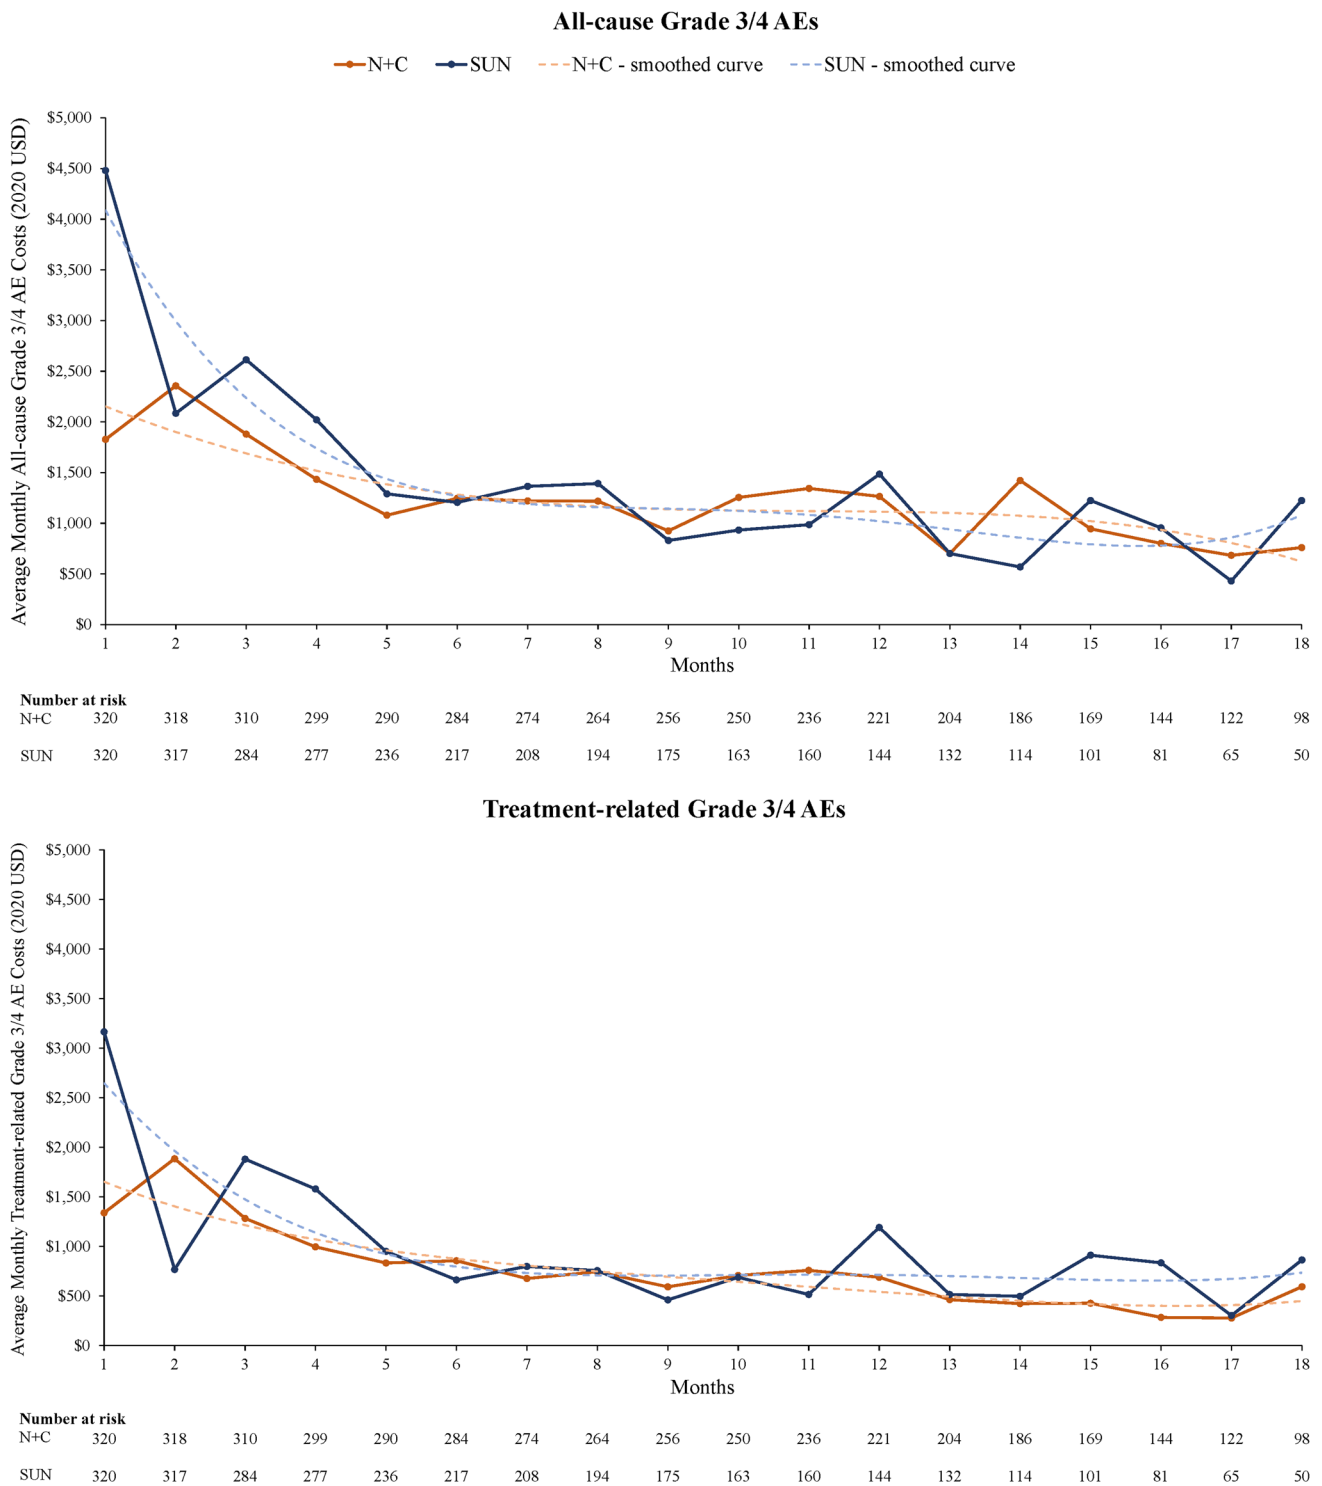 All-cause Grade 3/4 AEs
N+C SUN N+C - smoothed curve SUN - smoothed curve
Average Monthly All-cause Grade 3/4 AE Costs (2020 USD)
$5,000
$4,500
$4,000
$3,500
$3,000
$2,500
$2,000
$1,500
$1,000
$500
$0
1 2 3 4 5 6 7 8 9 10 11 12 13 14 15 16 17 18
Months
Number at risk
N+C 320 318 310 299 290 284 274 264 256 250 236 221 204 186 169 144 122 98
SUN 320 317 284 277 236 217 208 194 175 163 160 144 132 114 101 81 65 50
Treatment-related Grade 3/4 AEs
Average Monthly Treatment-related Grade 3/4 AE Costs (2020 USD)
$5,000
$4,500
$4,000
$3,500
$3,000
$2,500
$2,000
$1,500
$1,000
$500
$0
1 2 3 4 5 6 7 8 9 10 11 12 13 14 15 16 17 18
Months
Number at risk
N+C 320 318 310 299 290 284 274 264 256 250 236 221 204 186 169 144 122 98
SUN 320 317 284 277 236 217 208 194 175 163 160 144 132 114 101 81 65 50